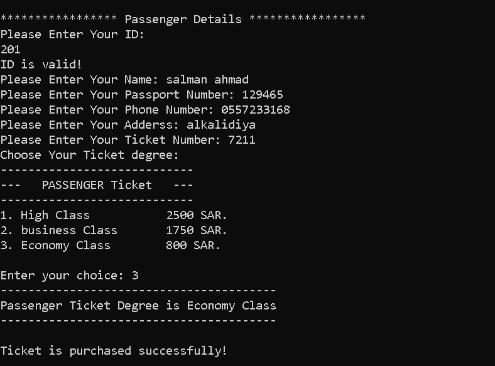 ***************** Passenger Details *****************
Please Enter Your ID:
201
ID is valid!
Please Enter Your Name: salman ahmad
Please Enter Your Passport Number: 129465
Please Enter Your Phone Number: 0557233168
Please Enter Your Adderss: alkalidiya
Please Enter Your Ticket Number: 7211
Choose Your Ticket degree:
----------------------------
---   PASSENGER Ticket   ---
----------------------------
1. High Class           2500 SAR.
2. business Class       1750 SAR.
3. Economy Class        800 SAR.
Enter your choice: 3
----------------------------------------
Passenger Ticket Degree is Economy Class
----------------------------------------
Ticket is purchased successfully!